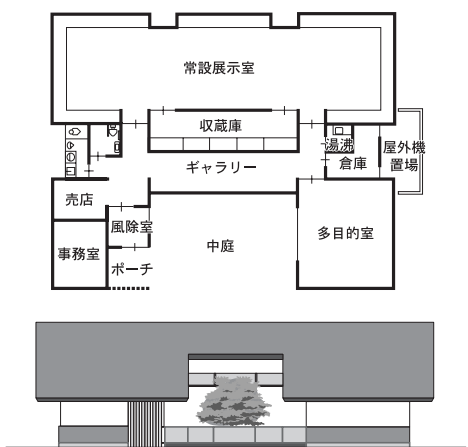 常設展示室
収蔵庫
湯沸
屋外機
置場
倉庫
ギャラリー
売店
風除室
中庭
多目的室
事務室
ポーチ